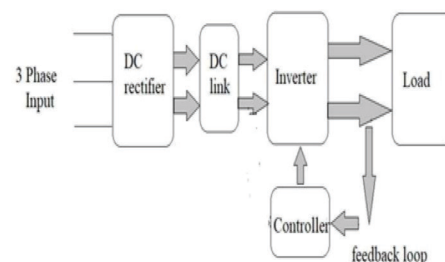 3 Phase
Input
DC
rectifier
DC
link
Inverter
Load
Controller
feedback loop